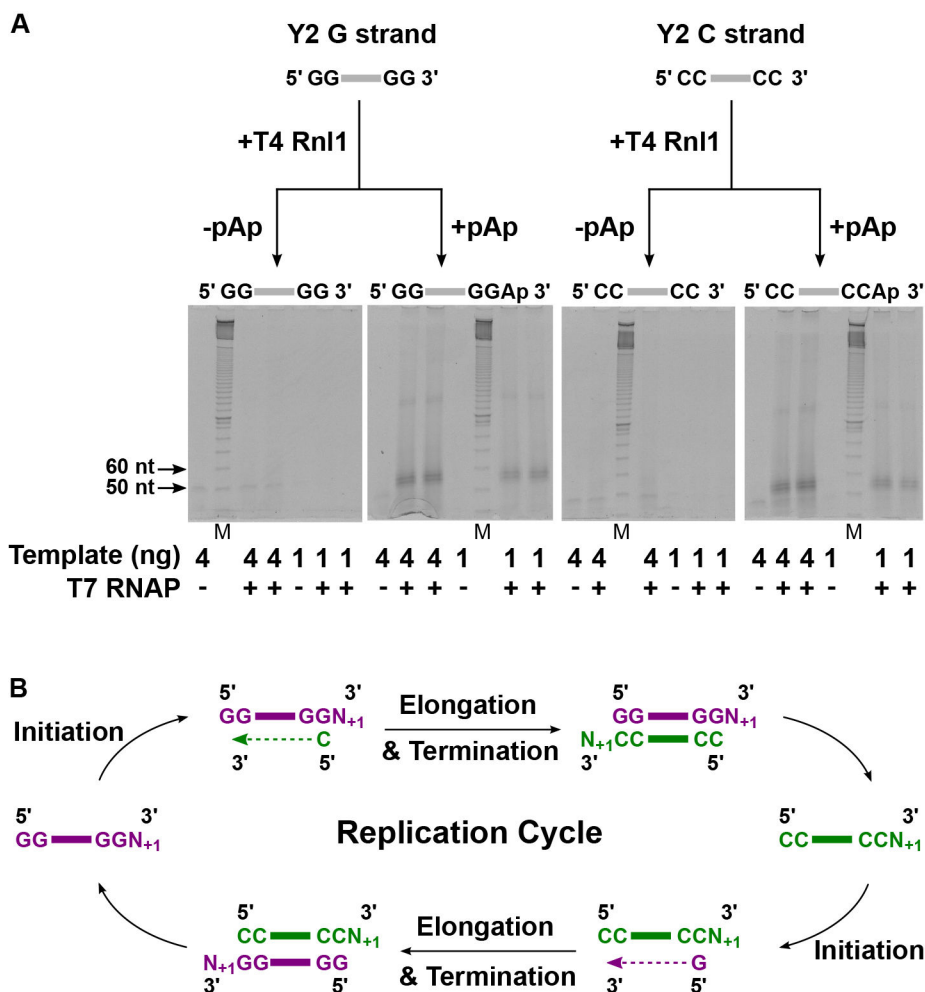 A
Y2 G strand Y2 C strand
5' GG GG 3' 5' CC CC 3'
+T4 Rnl1 +T4 Rnl1
-pAp +pAp -pAp +pAp
5' GG GG 3' 5' GG GGAp 3' 5' CC CC 3' 5' CC CCAp 3'
60 nt
50 nt
M M M M
Template (ng) 4 4 4 1 1 1 4 4 4 1 1 1 4 4 4 1 1 1 4 4 4 1 1 1
T7 RNAP - + + - + + - + + - + + - + + - + + - + + - + +
B
Initiation
5' 3'
GG GGN+1
C
3' 5'
Elongation
& Termination
5' 3'
GG GGN+1
N+1CC CC
3' 5'
5' 3'
GG GGN+1
Replication Cycle
5' 3'
CC CCN+1
5' 3'
CC CCN+1
N+1GG GG
3' 5'
Elongation
& Termination
5' 3'
CC CCN+1
G
3' 5'
Initiation